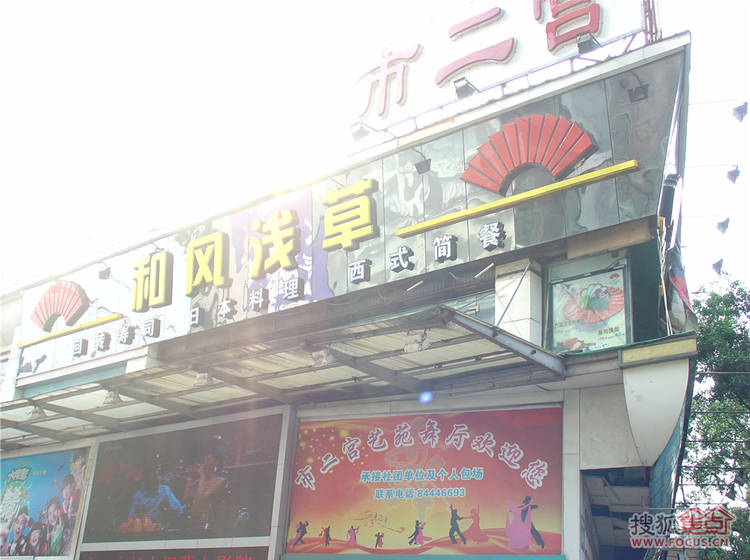 市二宫
和风浅草
回转寿司 日本料理 西式简餐
市二宫艺苑舞厅欢迎您
承接社团单位及个人包场
联系电话:84446693
搜狐焦点
WWW.FOCUS.CN